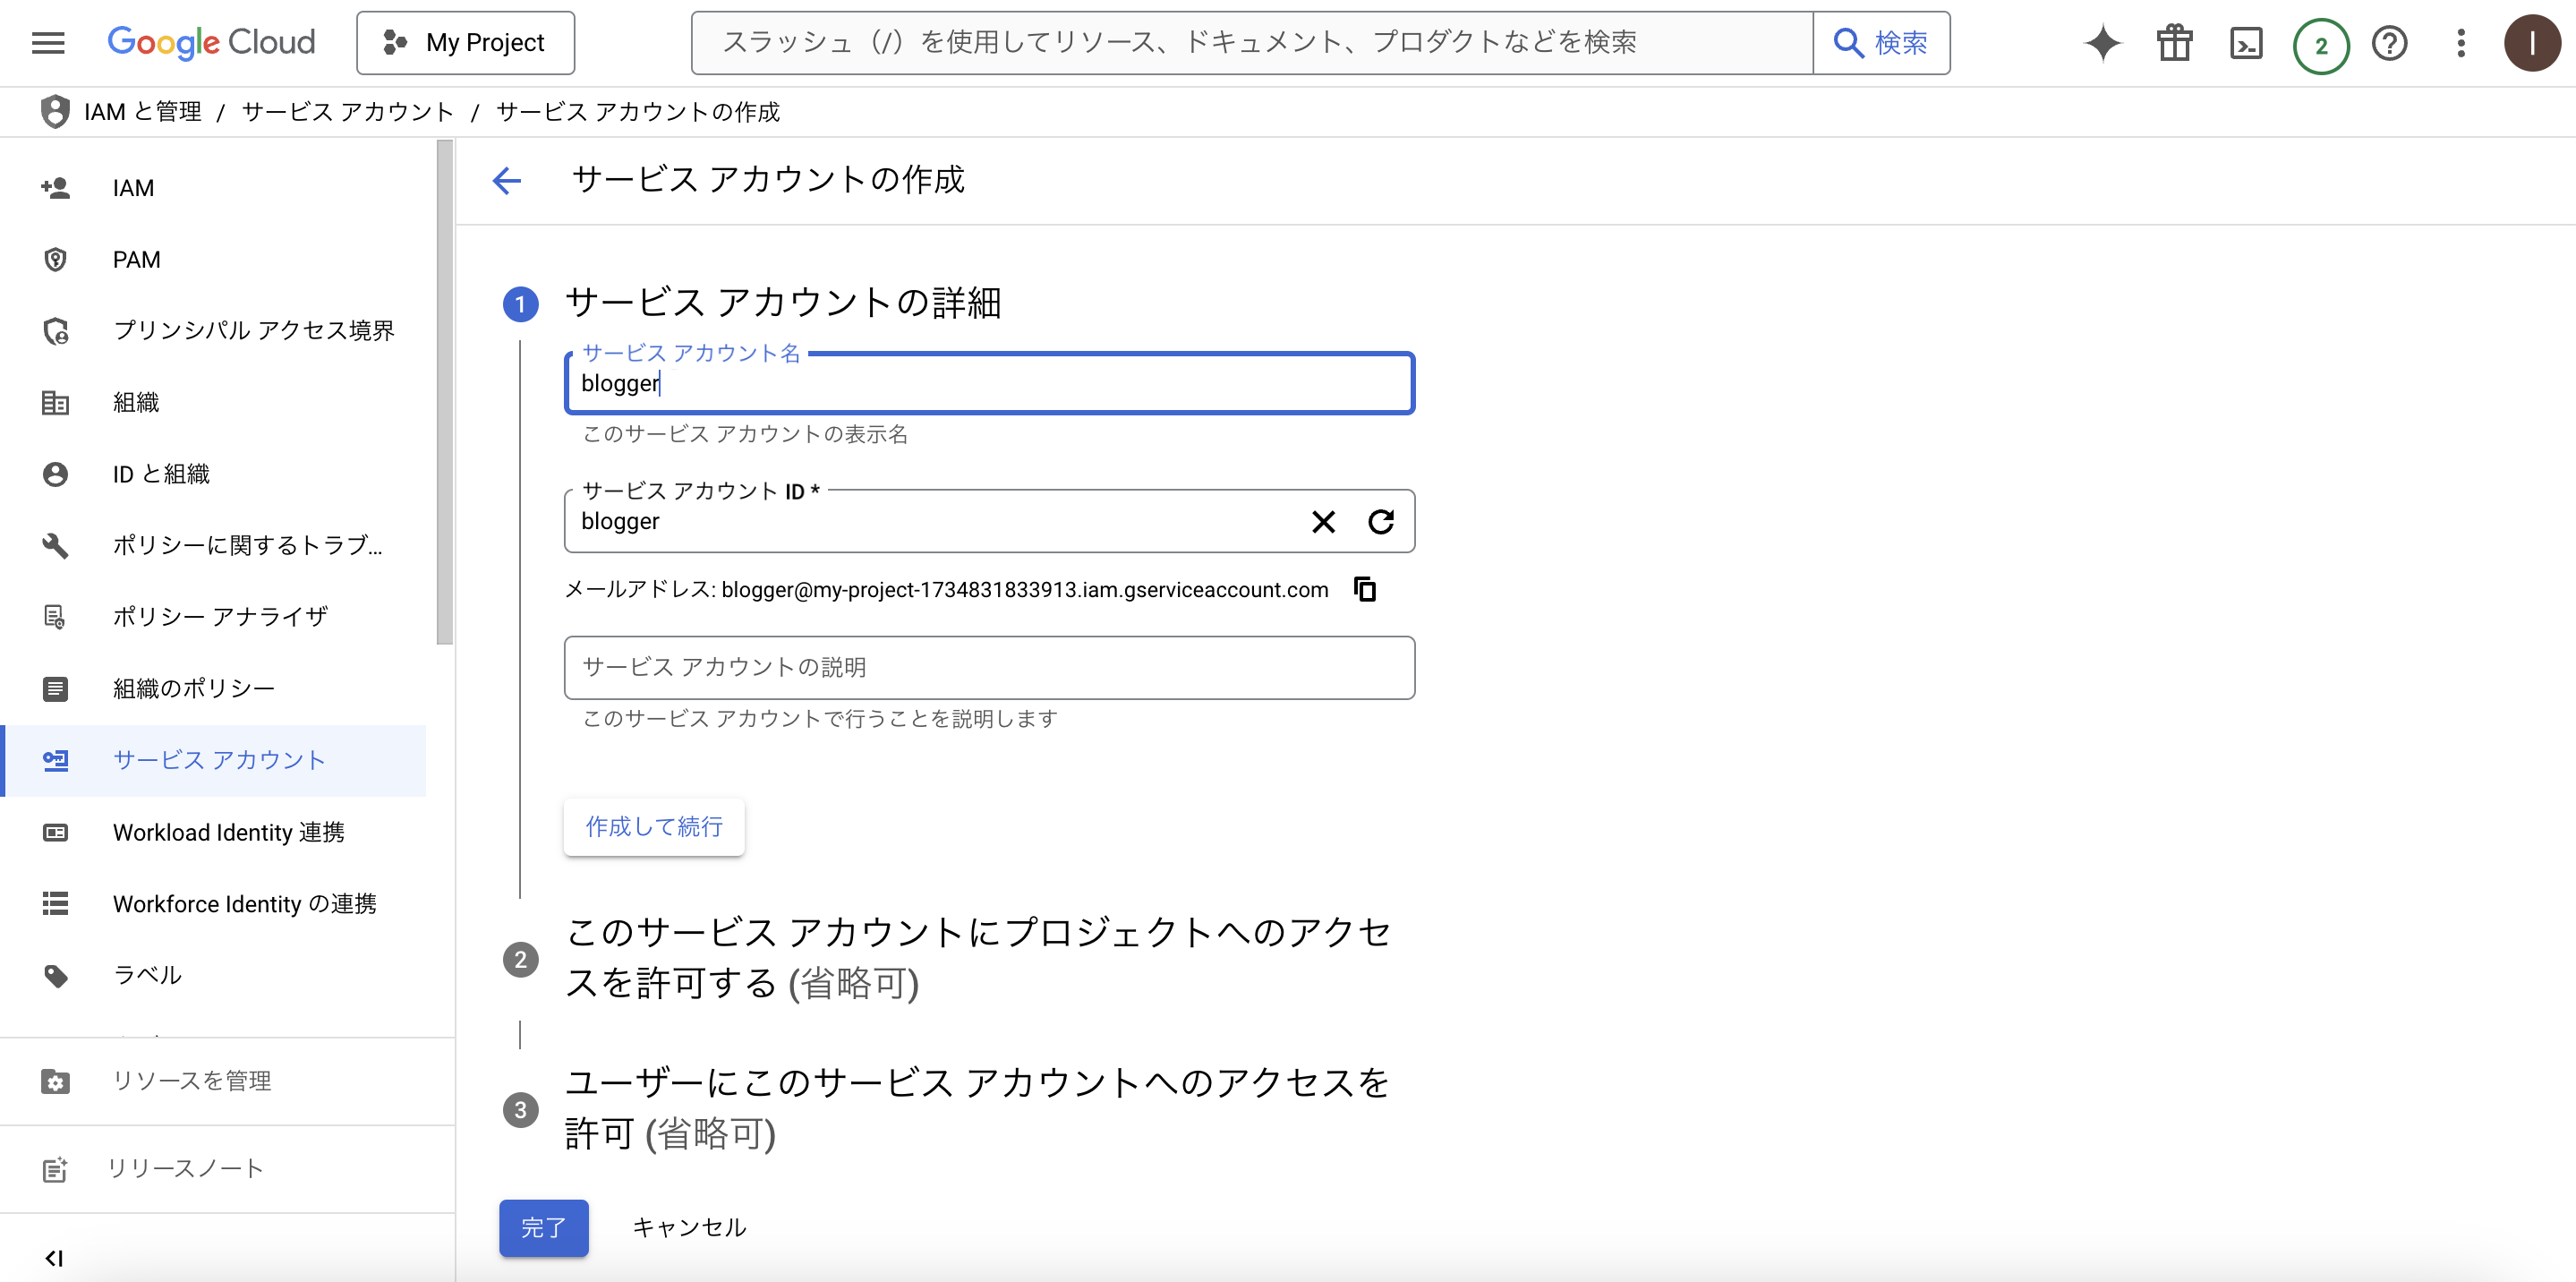 Google Cloud
My Project
スラッシュ（/）を使用してリソース、ドキュメント、プロダクトなどを検索
検索
2
I
IAM と管理 / サービス アカウント / サービス アカウントの作成
IAM
PAM
プリンシパル アクセス境界
組織
ID と組織
ポリシーに関するトラブ...
ポリシー アナライザ
組織のポリシー
サービス アカウント
Workload Identity 連携
Workforce Identity の連携
ラベル
リソースを管理
リリースノート
サービス アカウントの作成
1 サービス アカウントの詳細
サービス アカウント名
blogger
このサービス アカウントの表示名
サービス アカウント ID *
blogger
メールアドレス: blogger@my-project-1734831833913.iam.gserviceaccount.com
サービス アカウントの説明
このサービス アカウントで行うことを説明します
作成して続行
2 このサービス アカウントにプロジェクトへのアクセ
スを許可する (省略可)
3 ユーザーにこのサービス アカウントへのアクセスを
許可 (省略可)
完了 キャンセル